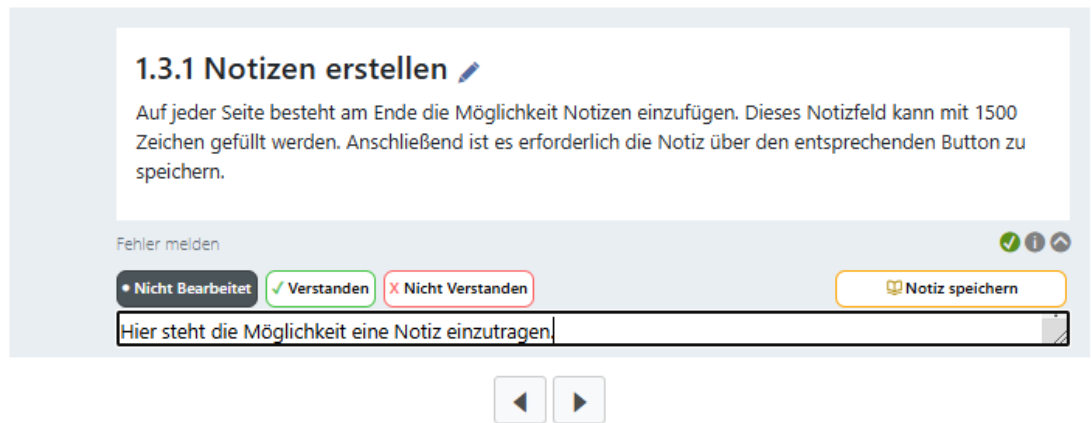 1.3.1 Notizen erstellen
Auf jeder Seite besteht am Ende die Möglichkeit Notizen einzufügen. Dieses Notizfeld kann mit 1500
Zeichen gefüllt werden. Anschließend ist es erforderlich die Notiz über den entsprechenden Button zu
speichern.
Fehler melden
• Nicht Bearbeitet ✓ Verstanden X Nicht Verstanden Notiz speichern
Hier steht die Möglichkeit eine Notiz einzutragen.